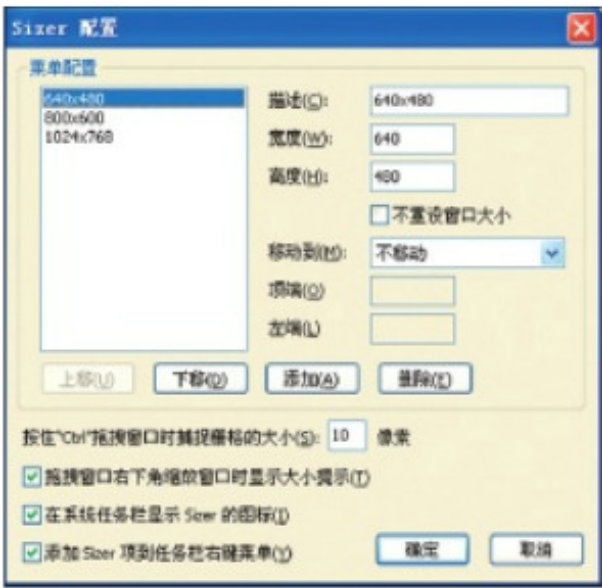 Sizer 配置
菜单配置
640x480
800x600
1024x768
描述(C): 640x480
宽度(W): 640
高度(H): 480
不重设窗口大小
移动到(M): 不移动
顶端(O)
左端(L)
上移(U) 下移(D) 添加(A) 删除(E)
按住"Ctrl"拖拽窗口时捕捉栅格的大小(S): 10 像素
拖拽窗口右下角缩放窗口时显示大小提示(T)
在系统任务栏显示 Sizer 的图标(I)
添加 Sizer 项到任务栏右键菜单(Y)
确定 取消